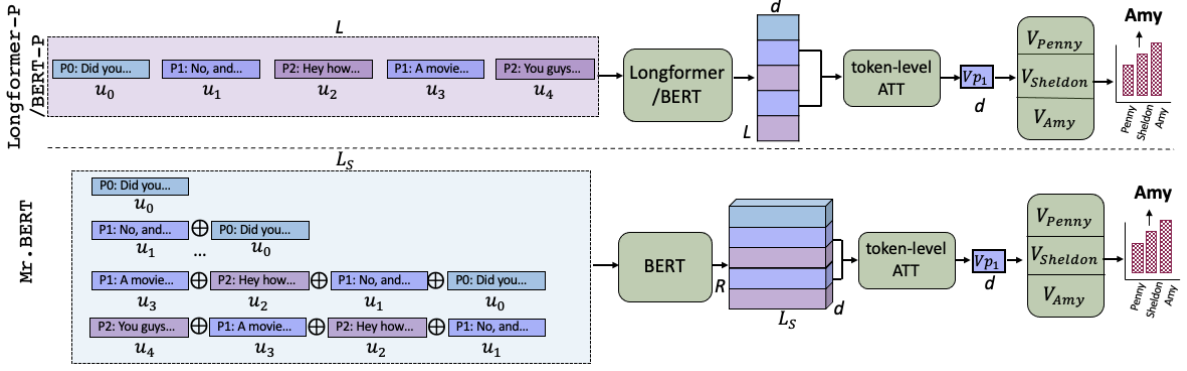 Longformer-P
/BERT-P
L
P0: Did you...
P1: No, and...
P2: Hey how...
P1: A movie...
P2: You guys...
u0
u1
u2
u3
u4
Longformer
/BERT
d
L
token-level
ATT
Vp1
d
VPenny
VSheldon
VAmy
Amy
Penny
Sheldon
Amy
Mr.BERT
LS
P0: Did you...
u0
P1: No, and... ⊕ P0: Did you...
u1 ... u0
P1: A movie... ⊕ P2: Hey how... ⊕ P1: No, and... ⊕ P0: Did you...
u3 u2 u1 u0
P2: You guys... ⊕ P1: A movie... ⊕ P2: Hey how... ⊕ P1: No, and...
u4 u3 u2 u1
BERT
R
LS
d
token-level
ATT
Vp1
d
VPenny
VSheldon
VAmy
Amy
Penny
Sheldon
Amy